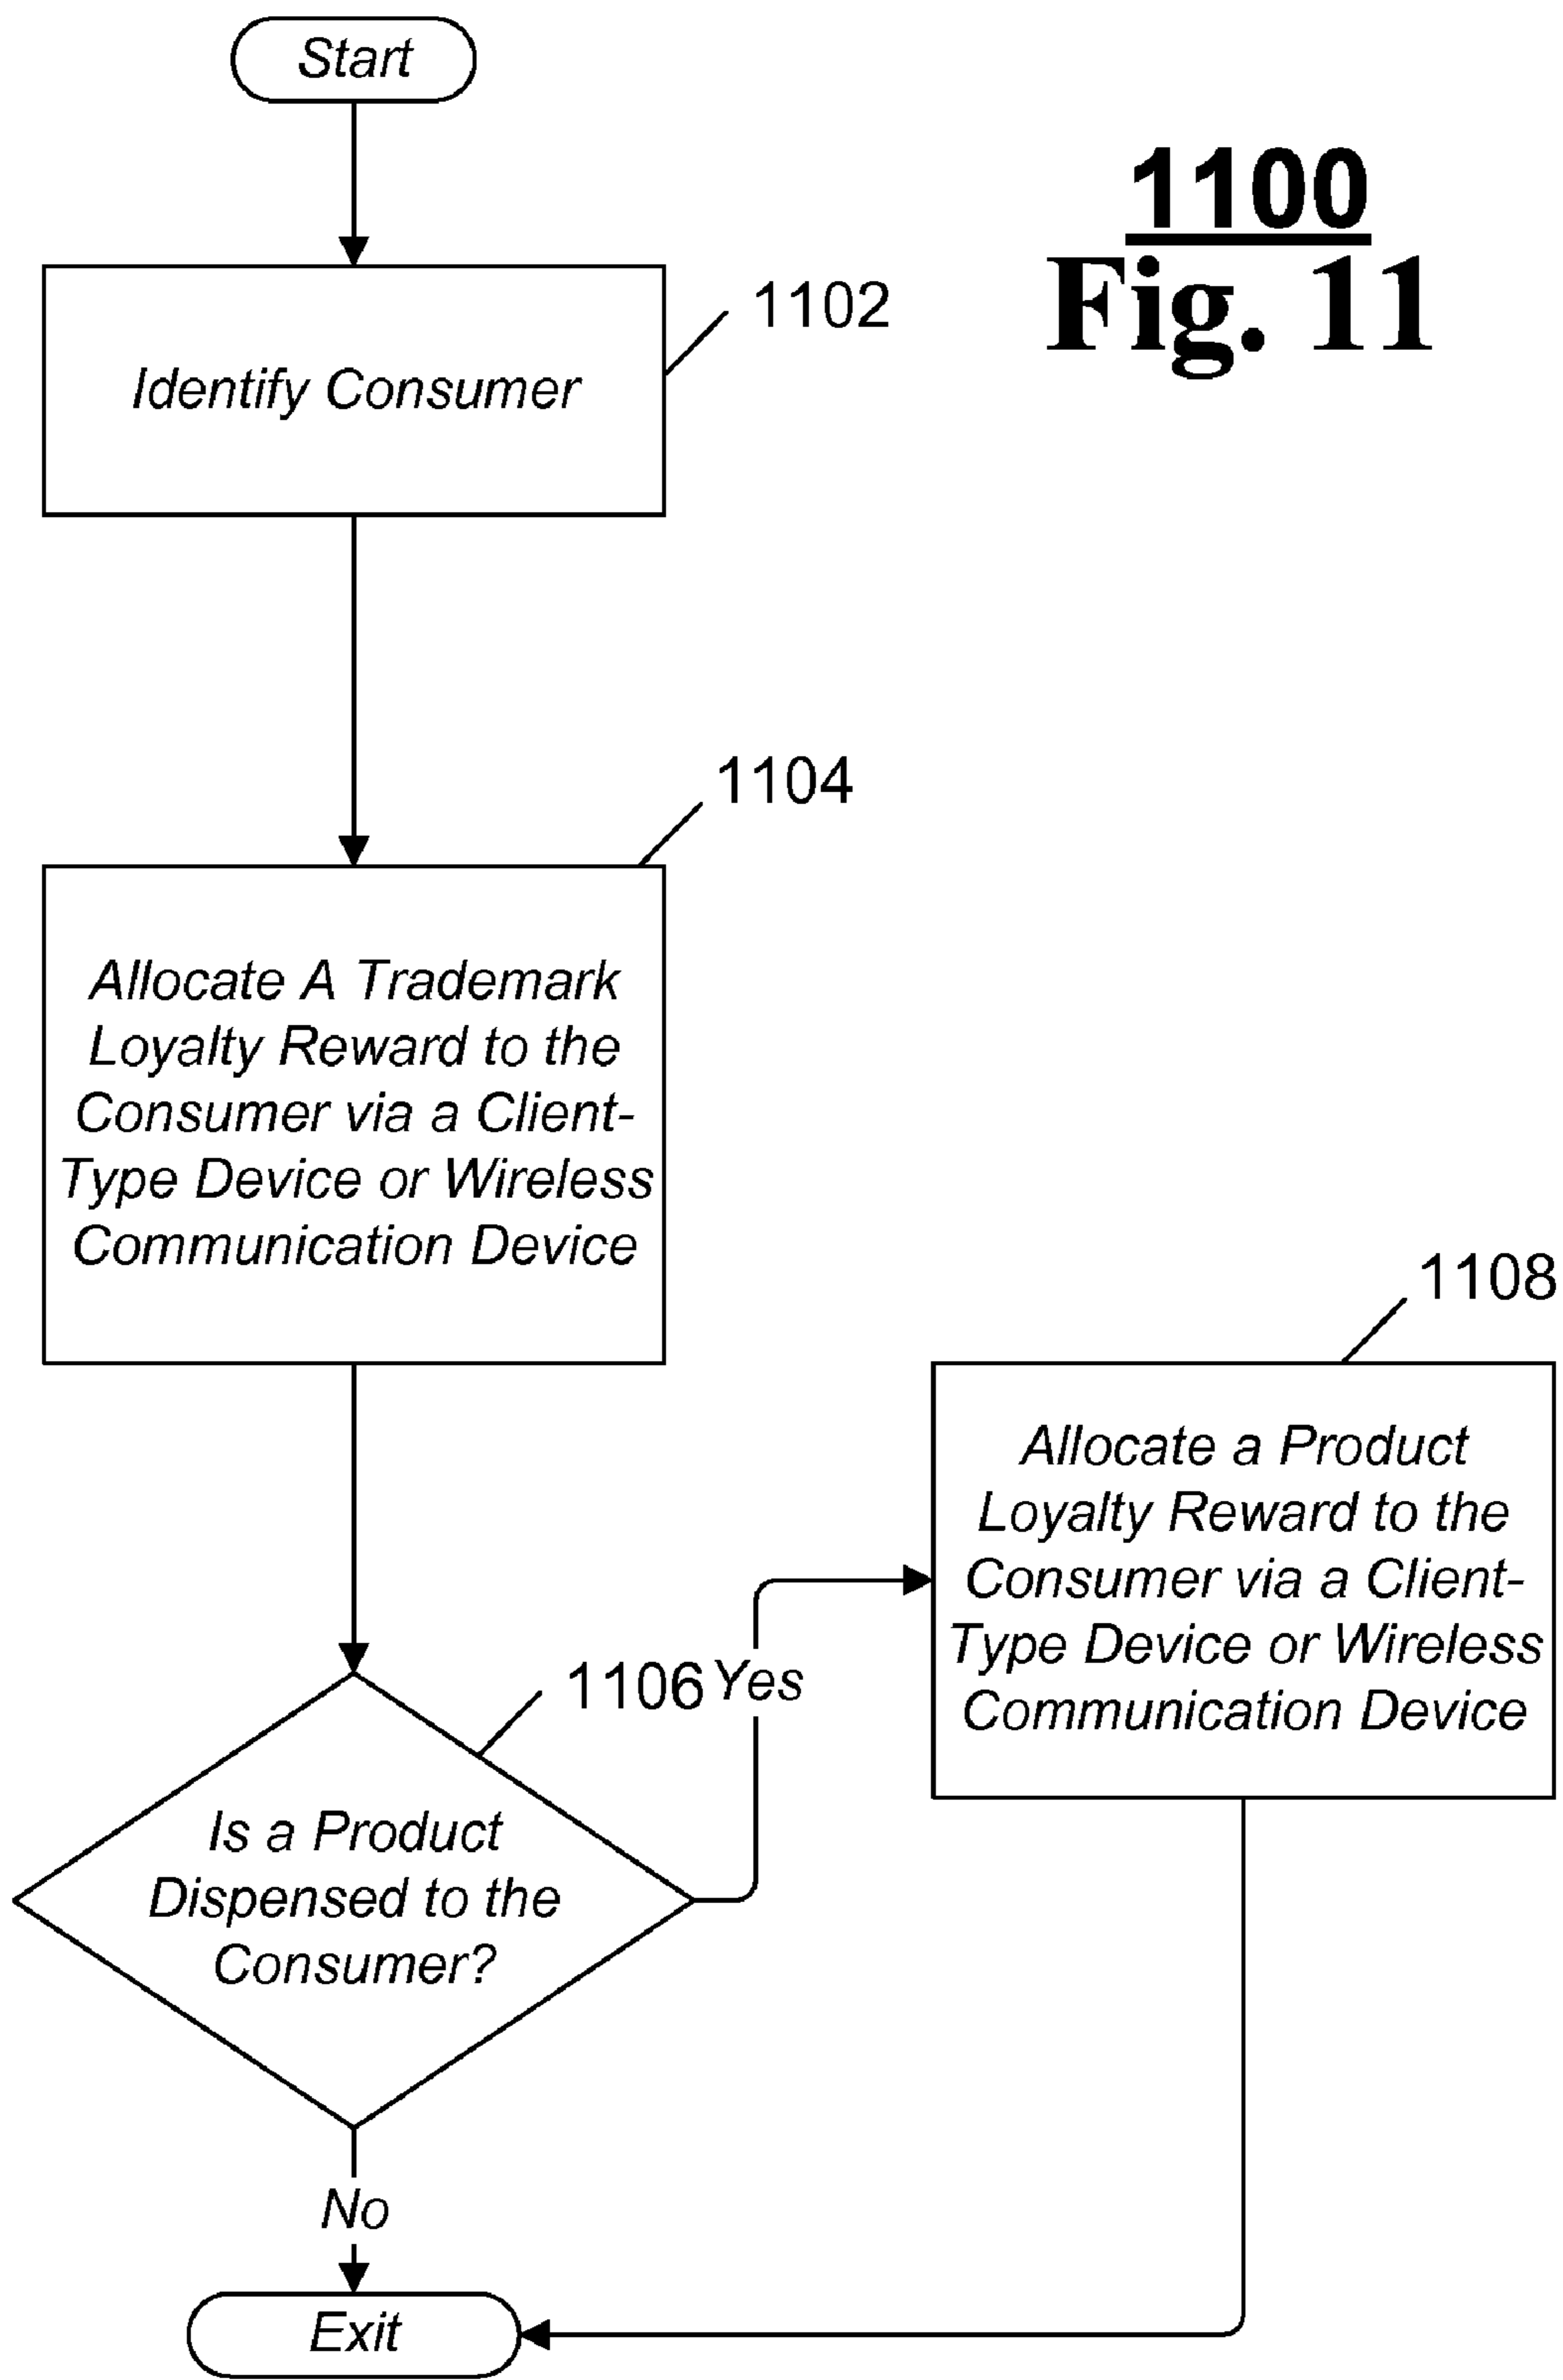 Start
1100
Fig. 11
1102
Identify Consumer
1104
Allocate A Trademark
Loyalty Reward to the
Consumer via a Client-
Type Device or Wireless
Communication Device
1108
Allocate a Product
Loyalty Reward to the
Consumer via a Client-
Type Device or Wireless
Communication Device
1106
Yes
Is a Product
Dispensed to the
Consumer?
No
Exit